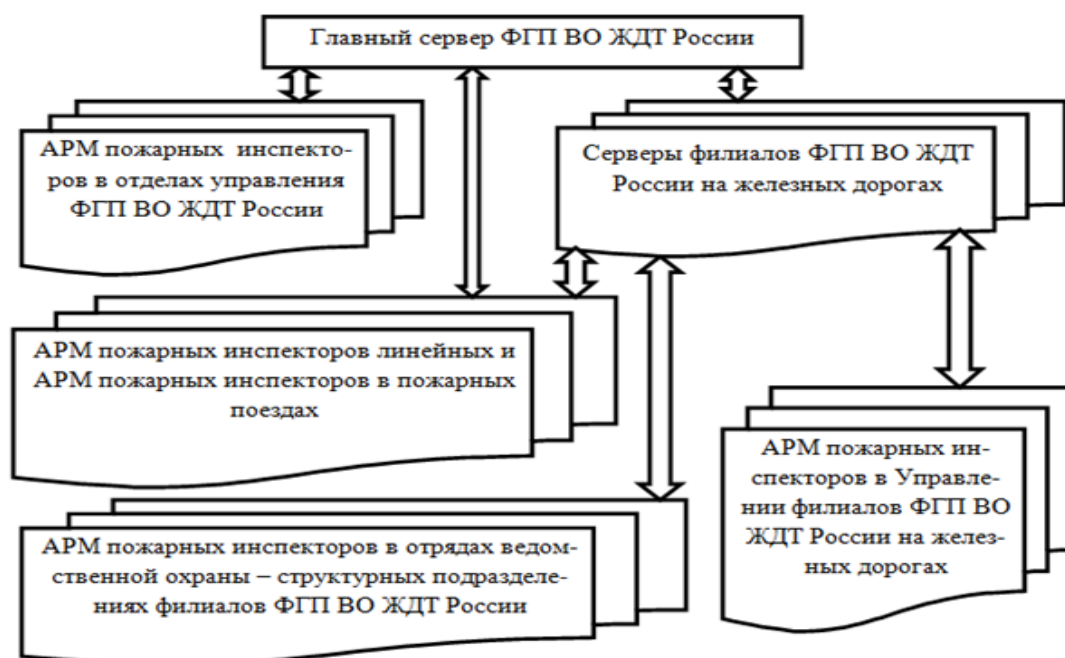 Главный сервер ФГП ВО ЖДТ России
АРМ пожарных инспекто-
ров в отделах управления
ФГП ВО ЖДТ России
Серверы филиалов ФГП ВО ЖДТ
России на железных дорогах
АРМ пожарных инспекторов линейных и
АРМ пожарных инспекторов в пожарных
поездах
АРМ пожарных ин-
спекторов в Управле-
нии филиалов ФГП ВО
ЖДТ России на желез-
ных дорогах
АРМ пожарных инспекторов в отрядах ведом-
ственной охраны – структурных подразделе-
ниях филиалов ФГП ВО ЖДТ России